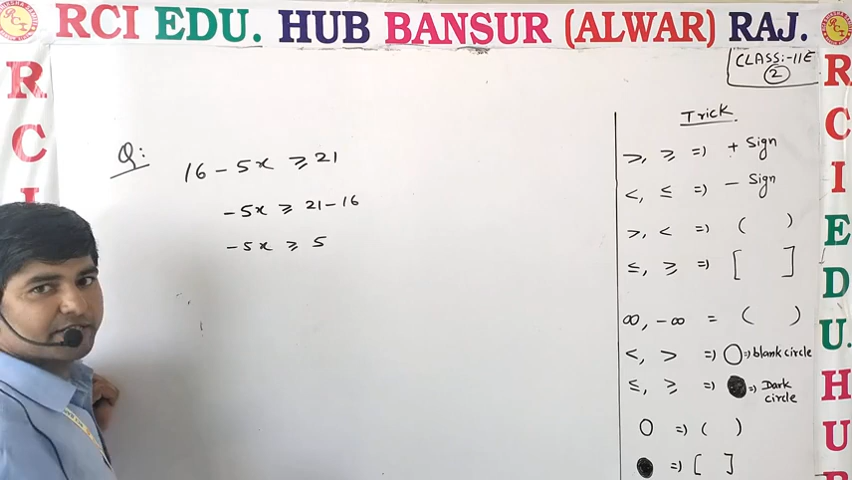 RCI EDU. HUB BANSUR (ALWAR) RAJ.
CLASS:-11E
2
R
C
I
Q:
16 - 5x ≥ 21
-5x ≥ 21-16
-5x ≥ 5
Trick
>, ≥ => + Sign
<, ≤ => - Sign
>, < => ( )
≤, ≥ => [ ]
∞, -∞ = ( )
<, > => ○ => blank circle
≤, ≥ => ● => Dark circle
○ => ( )
● => [ ]
R
C
I
E
D
U.
H
U